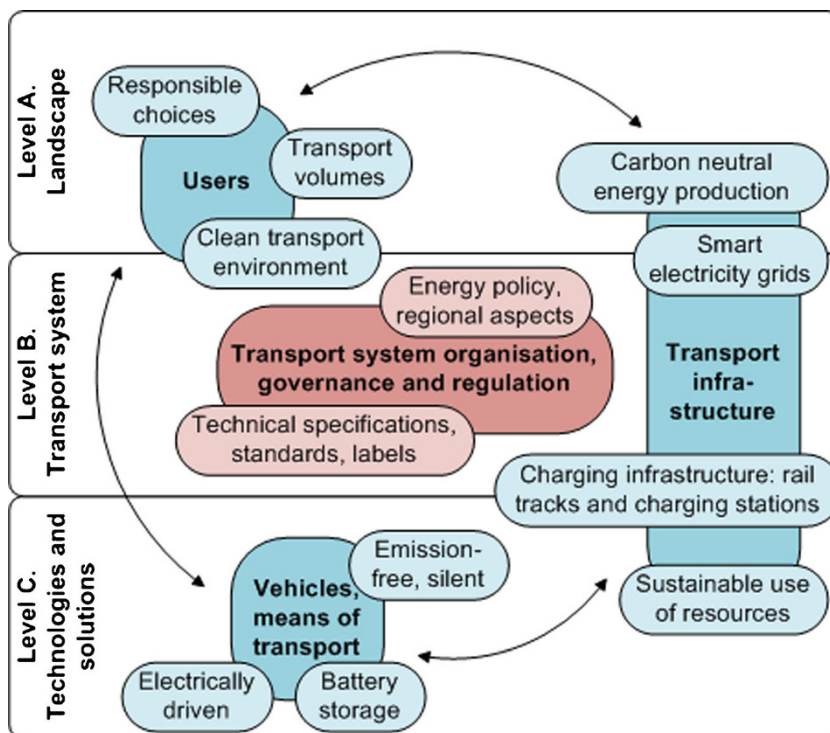 Level A.
Landscape
Responsible
choices
Users
Transport
volumes
Clean transport
environment
Carbon neutral
energy production
Smart
electricity grids
Level B.
Transport system
Energy policy,
regional aspects
Transport system organisation,
governance and regulation
Technical specifications,
standards, labels
Transport
infra-
structure
Charging infrastructure: rail
tracks and charging stations
Level C.
Technologies and
solutions
Emission-
free, silent
Vehicles,
means of
transport
Electrically
driven
Battery
storage
Sustainable use
of resources